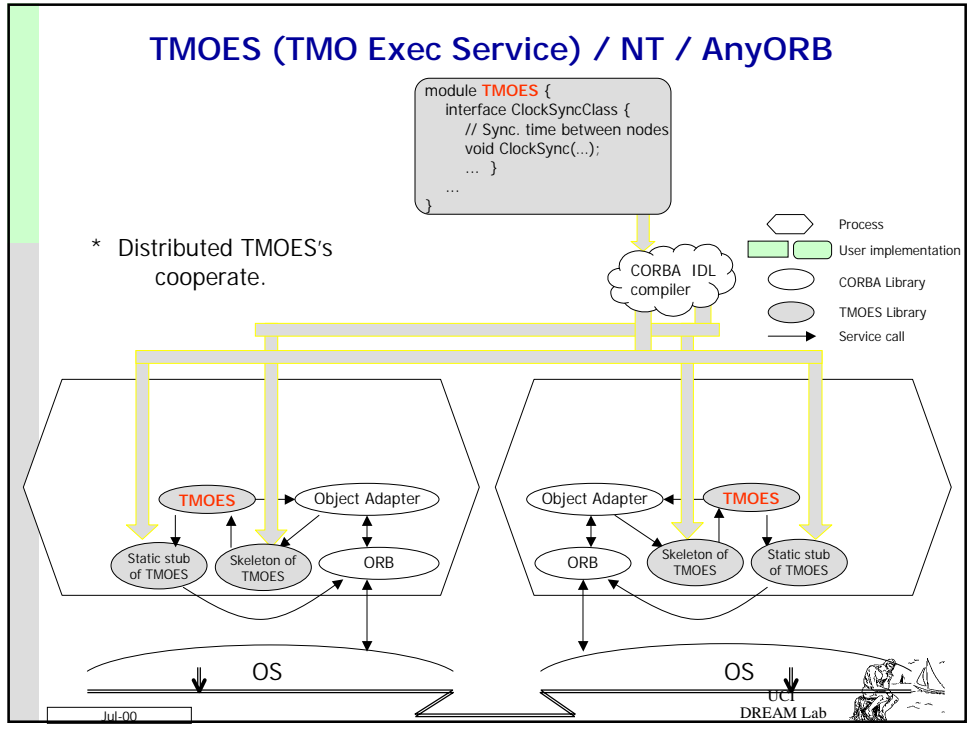 TMOES (TMO Exec Service) / NT / AnyORB
module TMOES {
interface ClockSyncClass {
// Sync. time between nodes
void ClockSync(...);
... }
...
}
* Distributed TMOES's
cooperate.
CORBA IDL
compiler
Process
User implementation
CORBA Library
TMOES Library
Service call
TMOES
Object Adapter
Static stub
of TMOES
Skeleton of
TMOES
ORB
Object Adapter
TMOES
ORB
Skeleton of
TMOES
Static stub
of TMOES
OS
OS
UCI
DREAM Lab
Jul-00